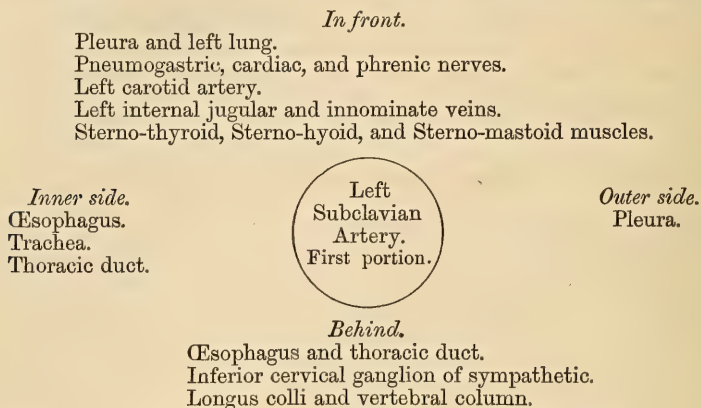 In front.
Pleura and left lung.
Pneumogastric, cardiac, and phrenic nerves.
Left carotid artery.
Left internal jugular and innominate veins.
Sterno-thyroid, Sterno-hyoid, and Sterno-mastoid muscles.
Inner side.
Œsophagus.
Trachea.
Thoracic duct.
Left
Subclavian
Artery.
First portion.
Outer side.
Pleura.
Behind.
Œsophagus and thoracic duct.
Inferior cervical ganglion of sympathetic.
Longus colli and vertebral column.